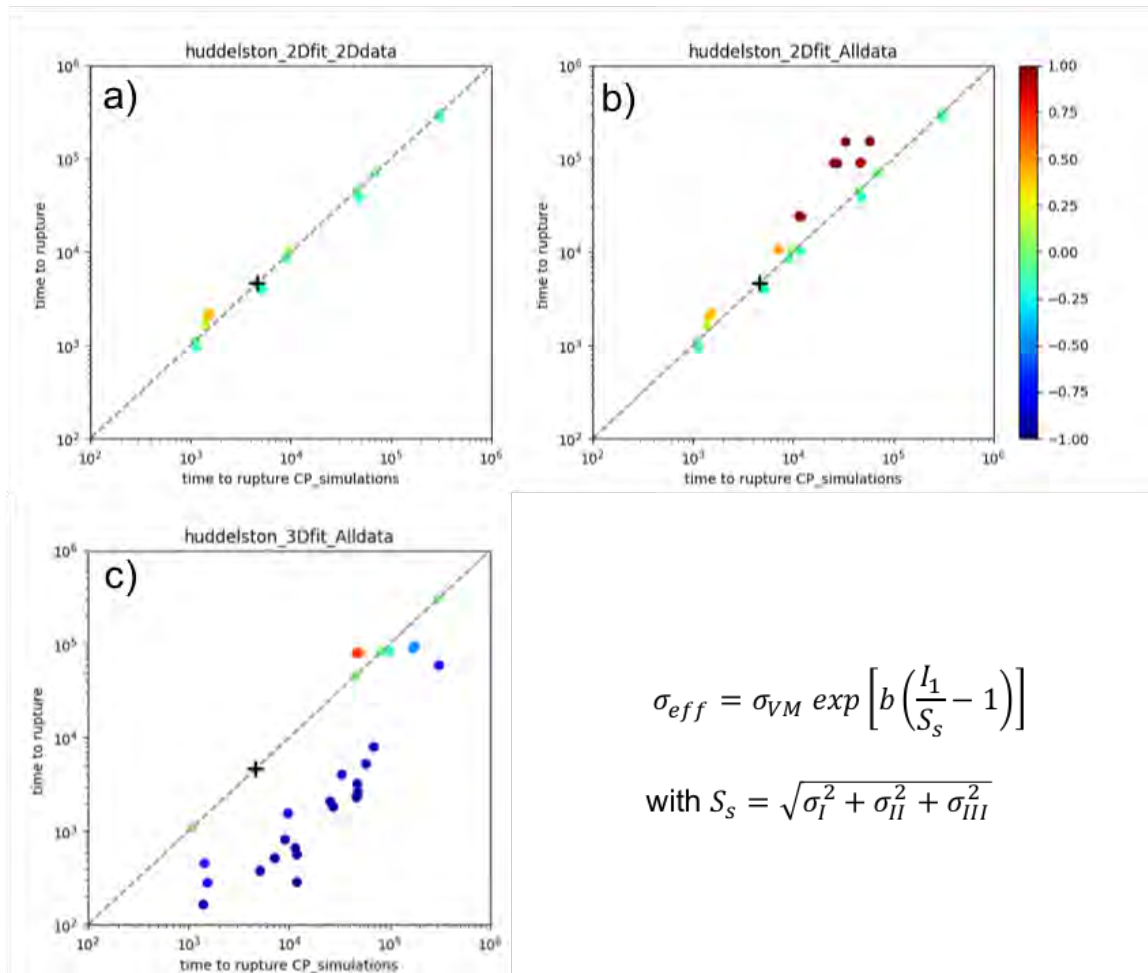 huddelston_2Dfit_2Ddata
a)
10^6
10^5
10^4
10^3
10^2
time to rupture
10^2 10^3 10^4 10^5 10^6
time to rupture CP_simulations
huddelston_2Dfit_Alldata
b)
10^6
10^5
10^4
10^3
10^2
time to rupture
10^2 10^3 10^4 10^5 10^6
time to rupture CP_simulations
1.00
0.75
0.50
0.25
0.00
−0.25
−0.50
−0.75
−1.00
huddelston_3Dfit_Alldata
c)
10^6
10^5
10^4
10^3
10^2
time to rupture
10^2 10^3 10^4 10^5 10^6
time to rupture CP_simulations
σ_eff = σ_VM exp [b (I_1/S_s − 1)]
with S_s = √(σ_I^2 + σ_II^2 + σ_III^2)